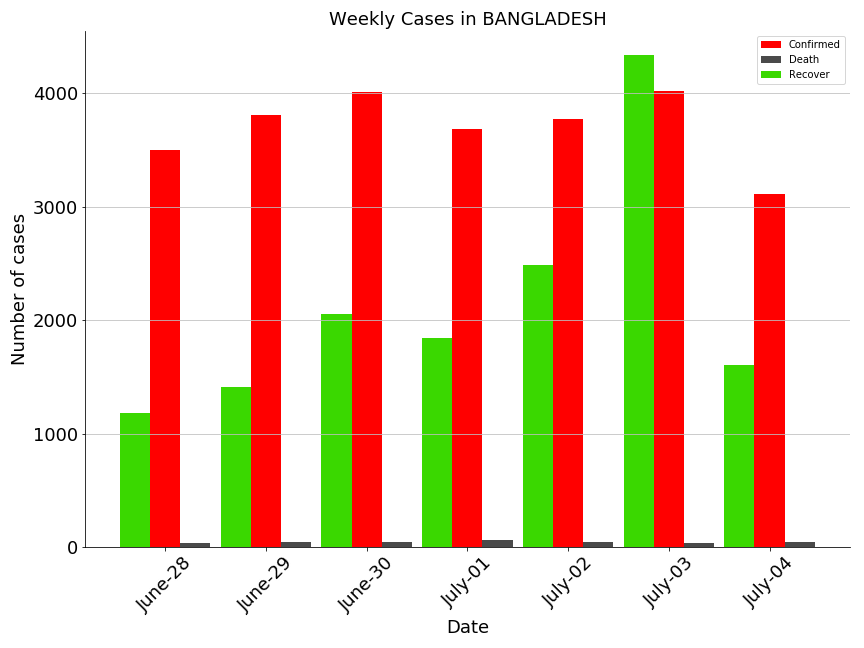 Weekly Cases in BANGLADESH
Confirmed
Death
Recover
Number of cases
4000
3000
2000
1000
0
June-28
June-29
June-30
July-01
July-02
July-03
July-04
Date